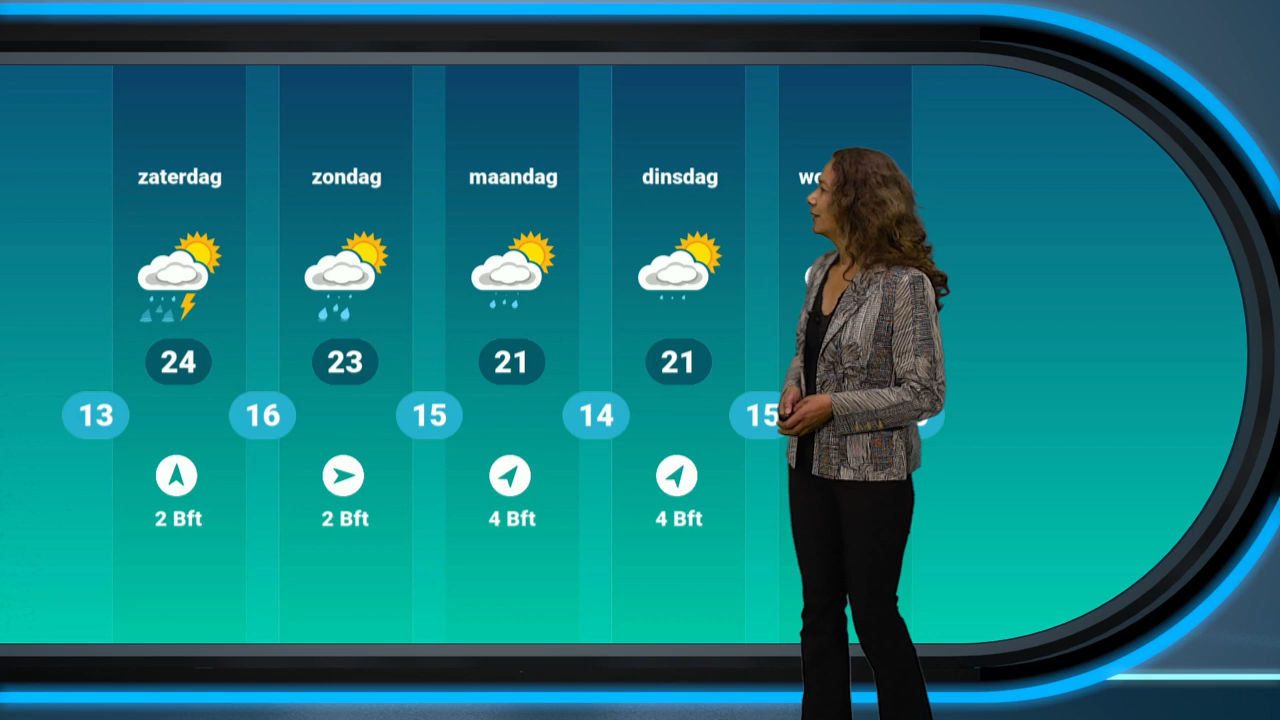 zaterdag zondag maandag dinsdag
24 23 21 21
13 16 15 14 15
2 Bft 2 Bft 4 Bft 4 Bft